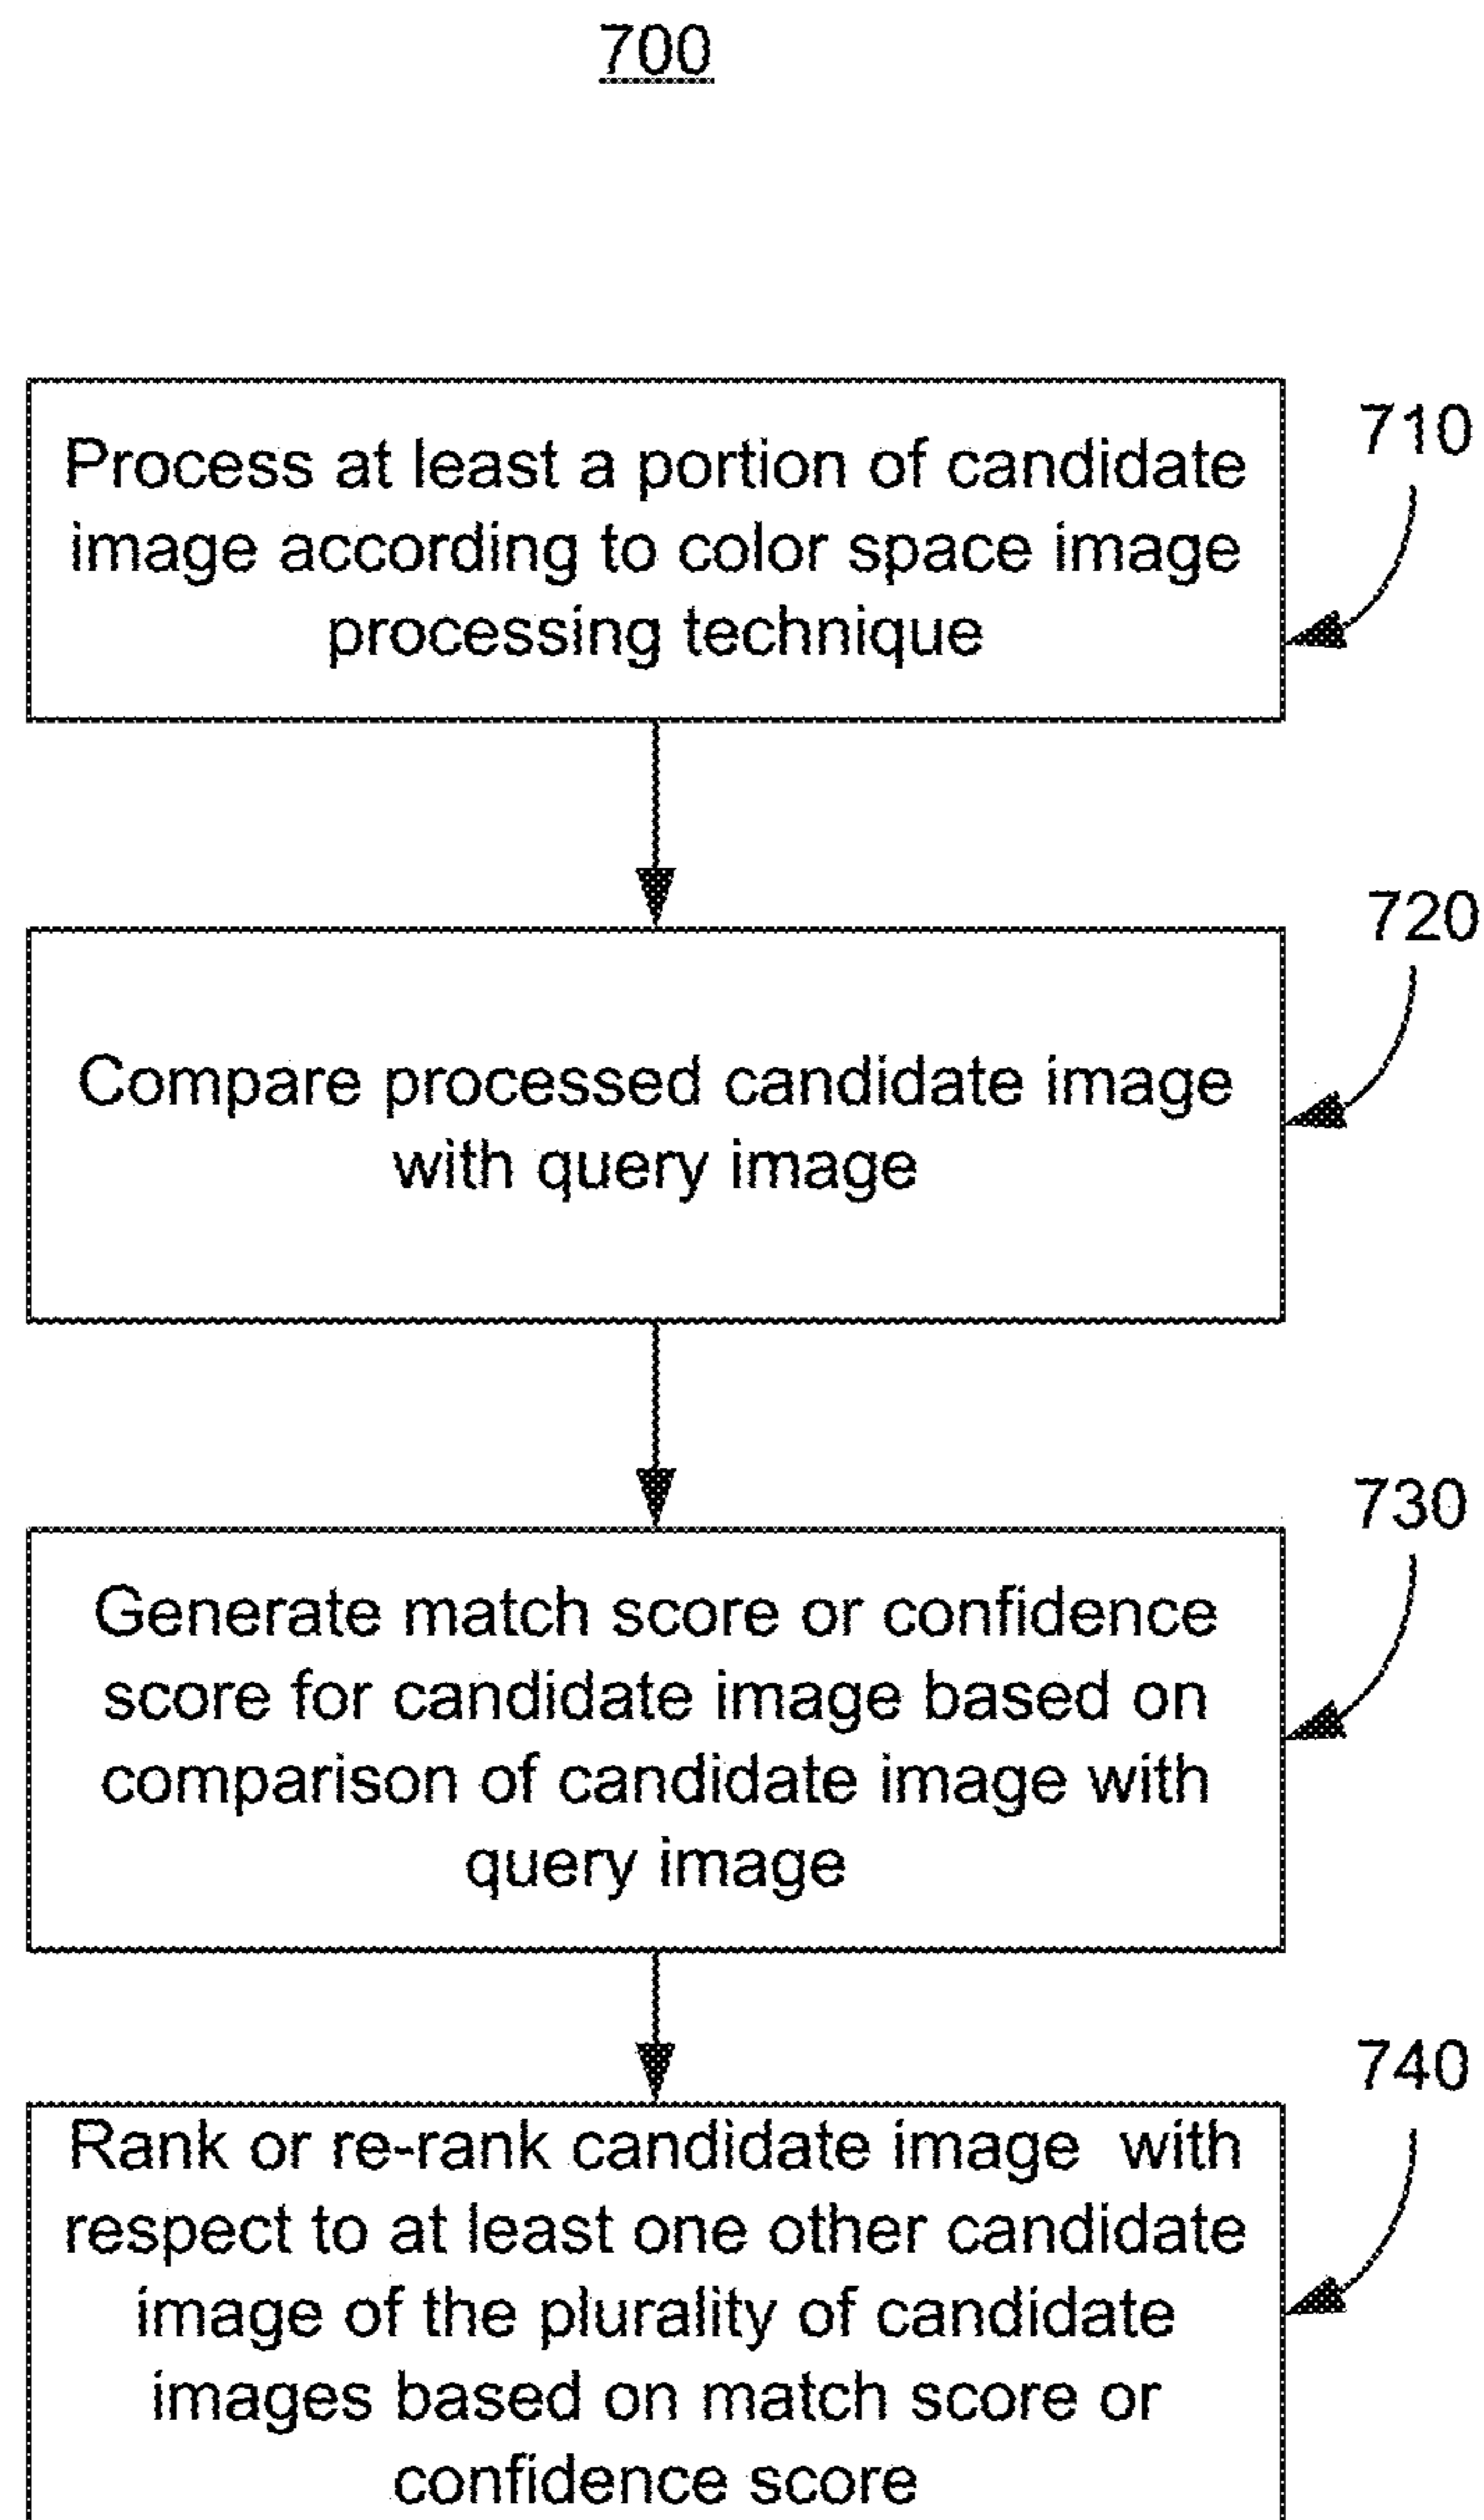 700
710
Process at least a portion of candidate
image according to color space image
processing technique
720
Compare processed candidate image
with query image
730
Generate match score or confidence
score for candidate image based on
comparison of candidate image with
query image
740
Rank or re-rank candidate image with
respect to at least one other candidate
image of the plurality of candidate
images based on match score or
confidence score